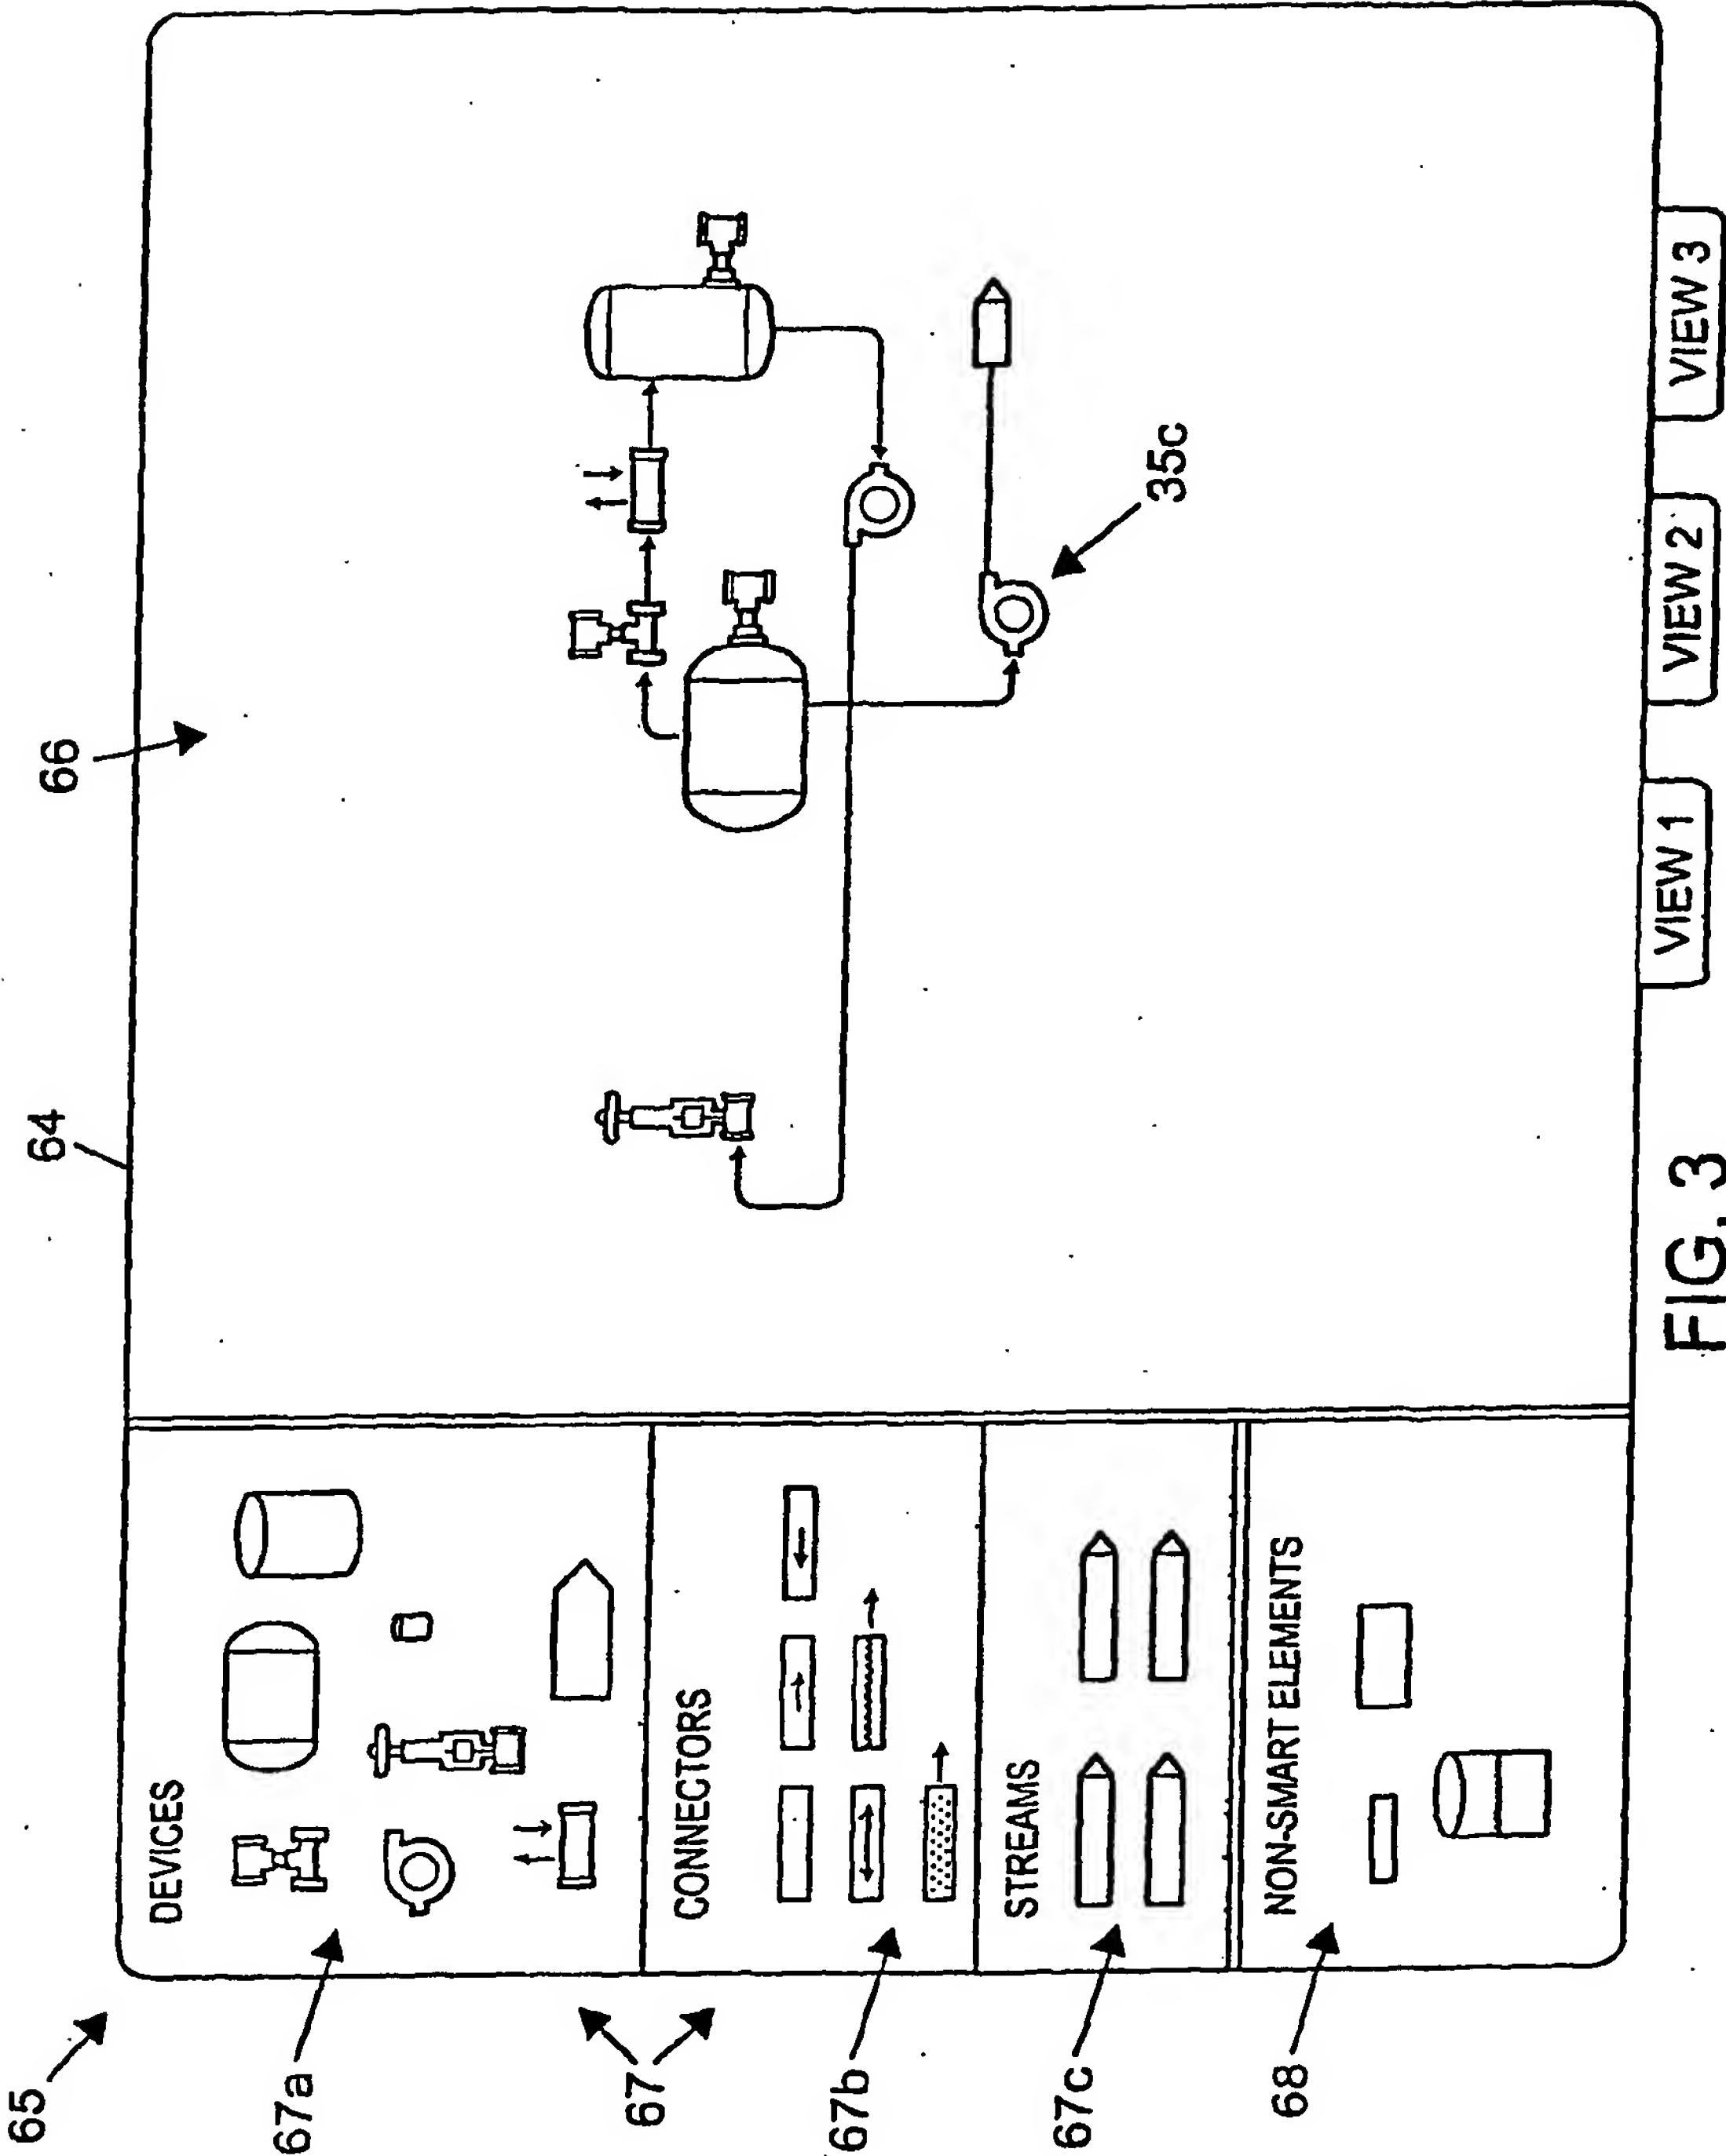 65
64
66
67a
DEVICES
67
CONNECTORS
67b
STREAMS
67c
NON-SMART ELEMENTS
68
35c
VIEW 1
VIEW 2
VIEW 3
FIG. 3